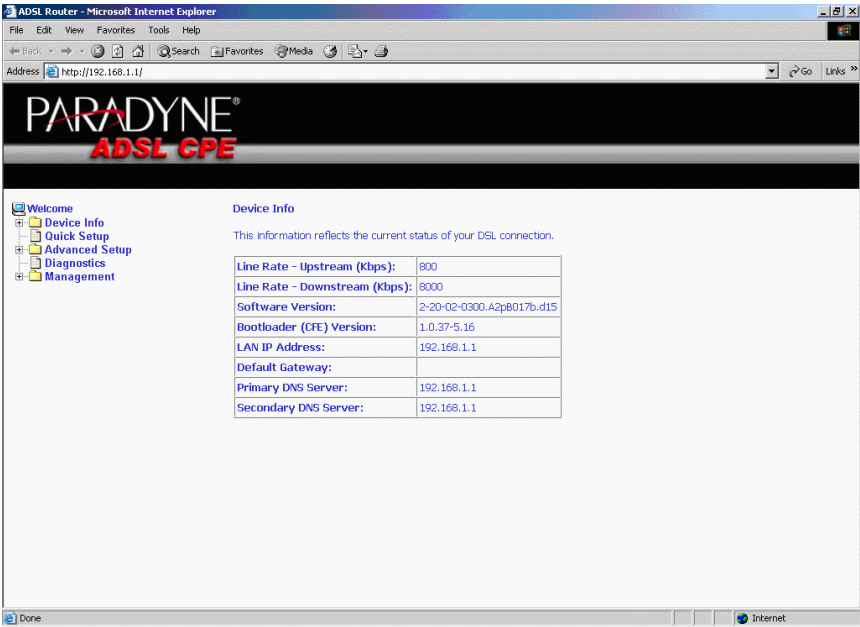 ADSL Router - Microsoft Internet Explorer
File Edit View Favorites Tools Help
Back Search Favorites Media
Address http://192.168.1.1/ Go Links »
PARADYNE®
ADSL CPE
Welcome
Device Info
Quick Setup
Advanced Setup
Diagnostics
Management
Device Info
This information reflects the current status of your DSL connection.
Line Rate - Upstream (Kbps): 800
Line Rate - Downstream (Kbps): 8000
Software Version: 2-20-02-0300.A2pB017b.d15
Bootloader (CFE) Version: 1.0.37-5.16
LAN IP Address: 192.168.1.1
Default Gateway:
Primary DNS Server: 192.168.1.1
Secondary DNS Server: 192.168.1.1
Done Internet